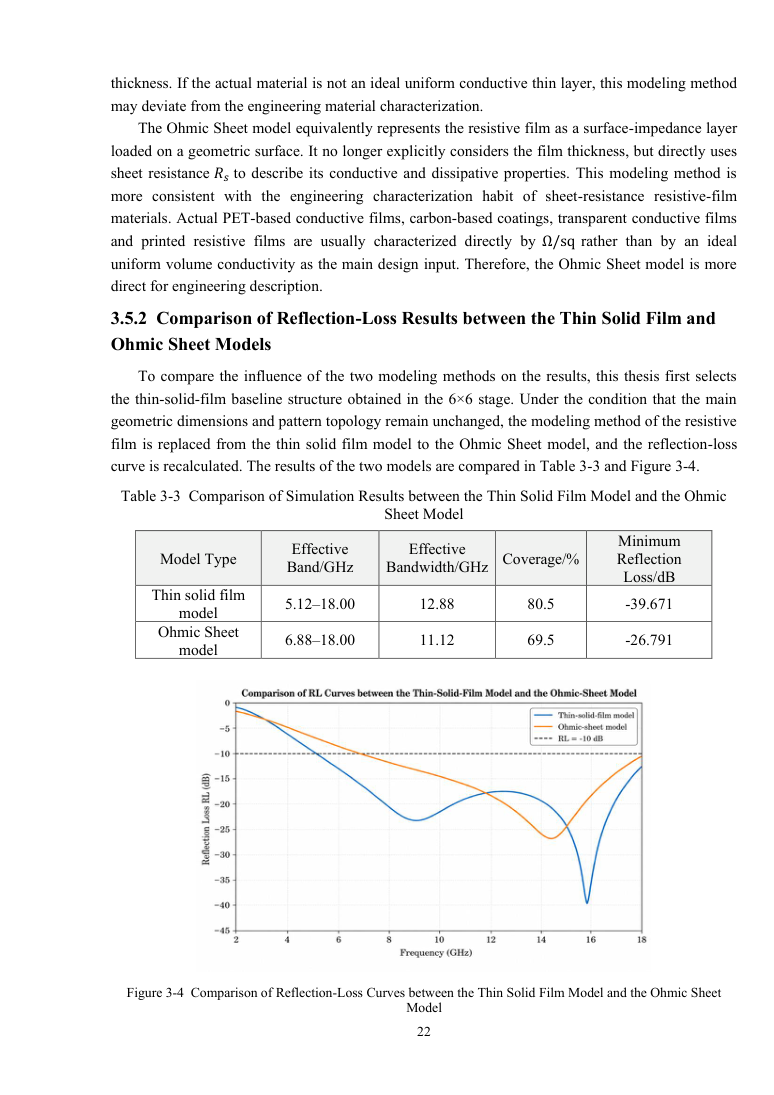 thickness. If the actual material is not an ideal uniform conductive thin layer, this modeling method
may deviate from the engineering material characterization.
The Ohmic Sheet model equivalently represents the resistive film as a surface-impedance layer
loaded on a geometric surface. It no longer explicitly considers the film thickness, but directly uses
sheet resistance Rₛ to describe its conductive and dissipative properties. This modeling method is
more consistent with the engineering characterization habit of sheet-resistance resistive-film
materials. Actual PET-based conductive films, carbon-based coatings, transparent conductive films
and printed resistive films are usually characterized directly by Ω/sq rather than by an ideal
uniform volume conductivity as the main design input. Therefore, the Ohmic Sheet model is more
direct for engineering description.
3.5.2 Comparison of Reflection-Loss Results between the Thin Solid Film and
Ohmic Sheet Models
To compare the influence of the two modeling methods on the results, this thesis first selects
the thin-solid-film baseline structure obtained in the 6×6 stage. Under the condition that the main
geometric dimensions and pattern topology remain unchanged, the modeling method of the resistive
film is replaced from the thin solid film model to the Ohmic Sheet model, and the reflection-loss
curve is recalculated. The results of the two models are compared in Table 3-3 and Figure 3-4.
Table 3-3 Comparison of Simulation Results between the Thin Solid Film Model and the Ohmic
Sheet Model
Model Type
Effective
Band/GHz
Effective
Bandwidth/GHz
Coverage/%
Minimum
Reflection
Loss/dB
Thin solid film
model
5.12–18.00
12.88
80.5
-39.671
Ohmic Sheet
model
6.88–18.00
11.12
69.5
-26.791
Comparison of RL Curves between the Thin-Solid-Film Model and the Ohmic-Sheet Model
Thin-solid-film model
Ohmic-sheet model
RL = -10 dB
Reflection Loss RL (dB)
0
−5
−10
−15
−20
−25
−30
−35
−40
−45
2 4 6 8 10 12 14 16 18
Frequency (GHz)
Figure 3-4 Comparison of Reflection-Loss Curves between the Thin Solid Film Model and the Ohmic Sheet
Model
22